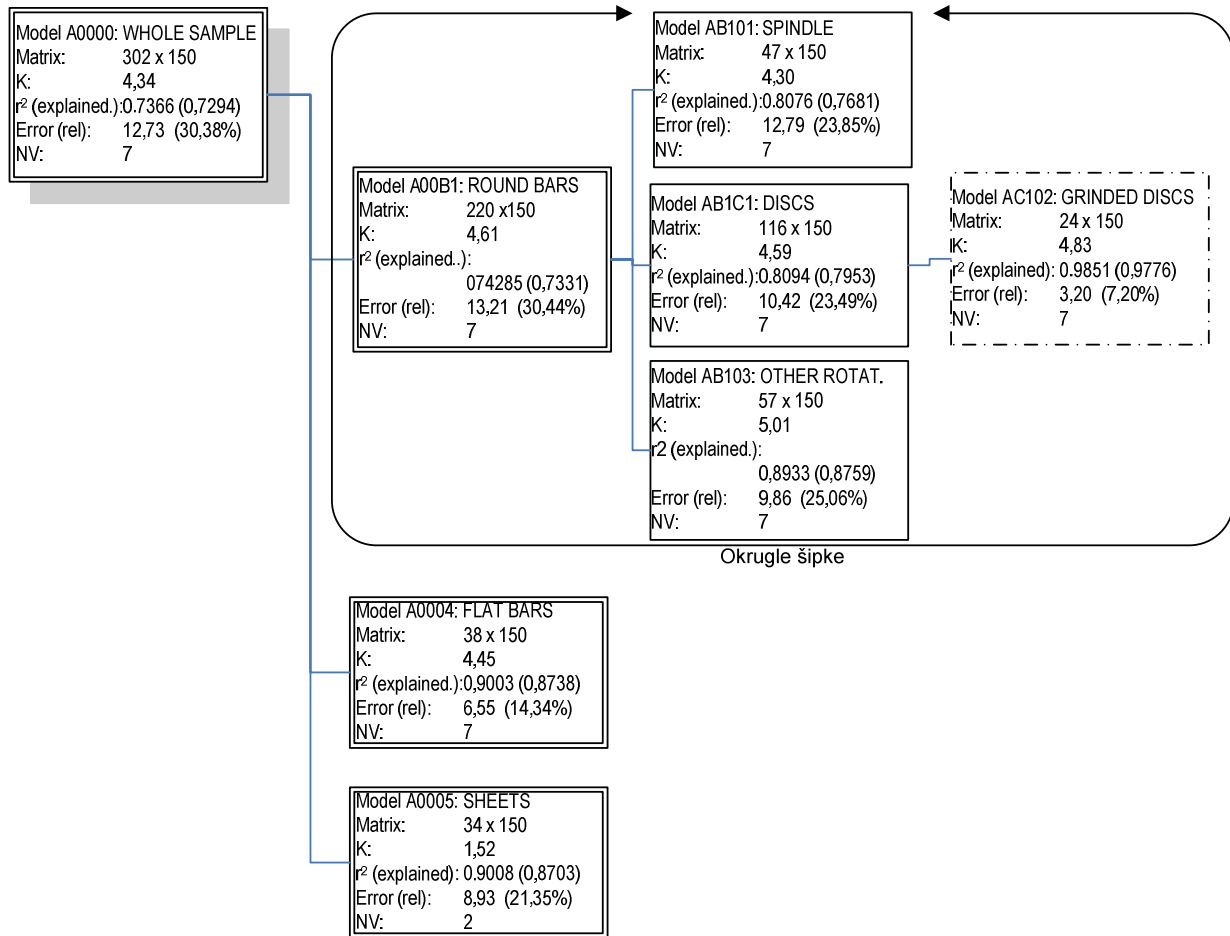 Model A0000: WHOLE SAMPLE
Matrix: 302 x 150
K: 4,34
r² (explained.):0.7366 (0,7294)
Error (rel): 12,73 (30,38%)
NV: 7
Model A00B1: ROUND BARS
Matrix: 220 x150
K: 4,61
r² (explained..):
074285 (0,7331)
Error (rel): 13,21 (30,44%)
NV: 7
Model AB101: SPINDLE
Matrix: 47 x 150
K: 4,30
r² (explained.):0.8076 (0,7681)
Error (rel): 12,79 (23,85%)
NV: 7
Model AB1C1: DISCS
Matrix: 116 x 150
K: 4,59
r² (explained.):0.8094 (0,7953)
Error (rel): 10,42 (23,49%)
NV: 7
Model AC102: GRINDED DISCS
Matrix: 24 x 150
K: 4,83
r² (explained): 0.9851 (0,9776)
Error (rel): 3,20 (7,20%)
NV: 7
Model AB103: OTHER ROTAT.
Matrix: 57 x 150
K: 5,01
r2 (explained.):
0,8933 (0,8759)
Error (rel): 9,86 (25,06%)
NV: 7
Okrugle šipke
Model A0004: FLAT BARS
Matrix: 38 x 150
K: 4,45
r² (explained.):0,9003 (0,8738)
Error (rel): 6,55 (14,34%)
NV: 7
Model A0005: SHEETS
Matrix: 34 x 150
K: 1,52
r² (explained): 0.9008 (0,8703)
Error (rel): 8,93 (21,35%)
NV: 2